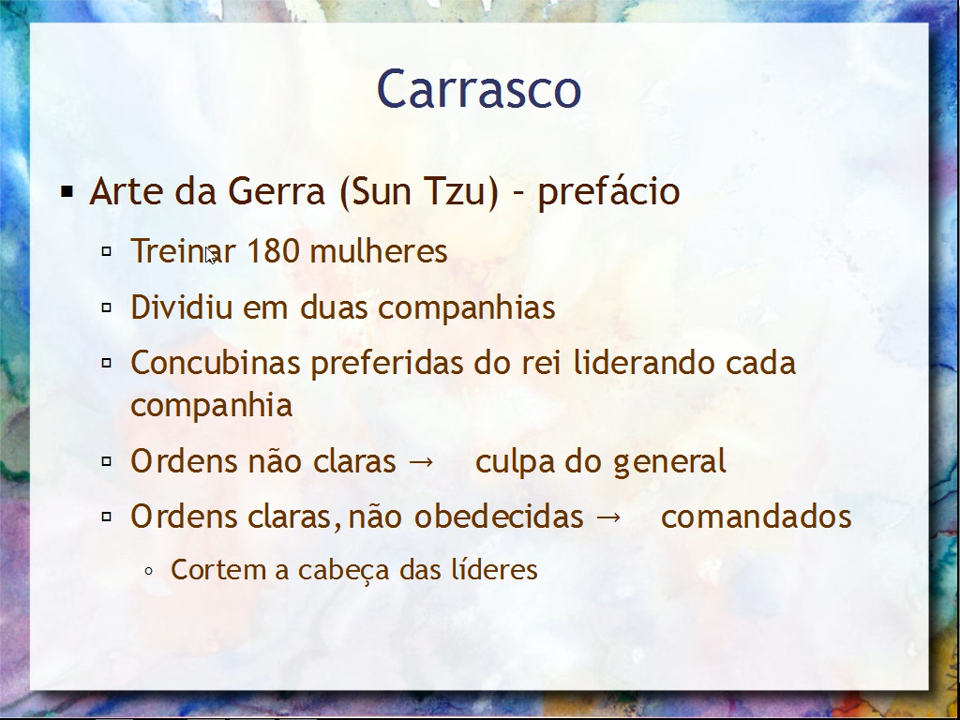 Carrasco
Arte da Gerra (Sun Tzu) – prefácio
Treinar 180 mulheres
Dividiu em duas companhias
Concubinas preferidas do rei liderando cada
companhia
Ordens não claras → culpa do general
Ordens claras, não obedecidas → comandados
Cortem a cabeça das líderes